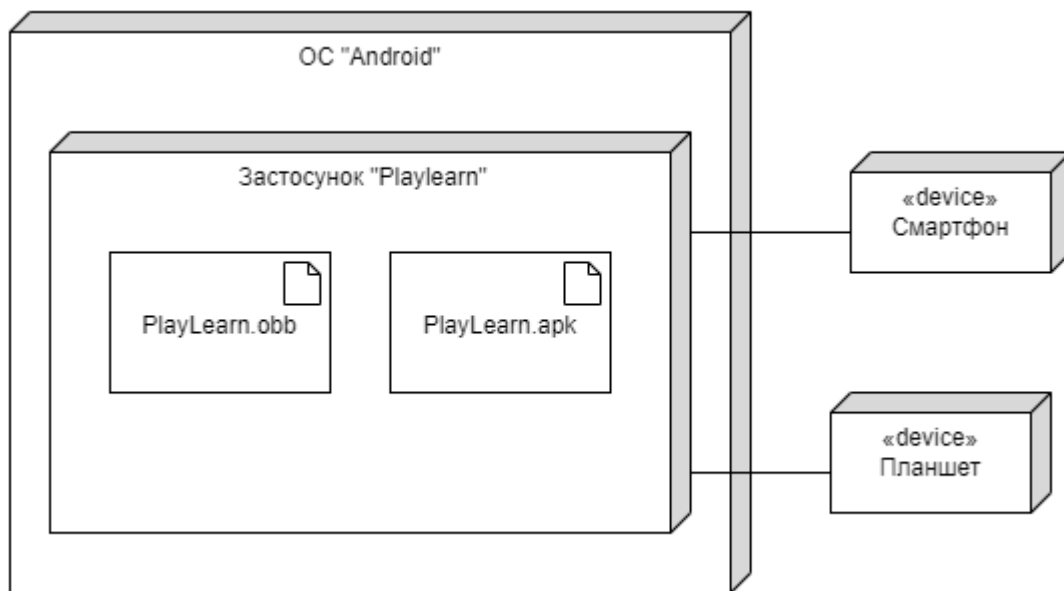 ОС "Android"
Застосунок "Playlearn"
PlayLearn.obb
PlayLearn.apk
«device»
Смартфон
«device»
Планшет